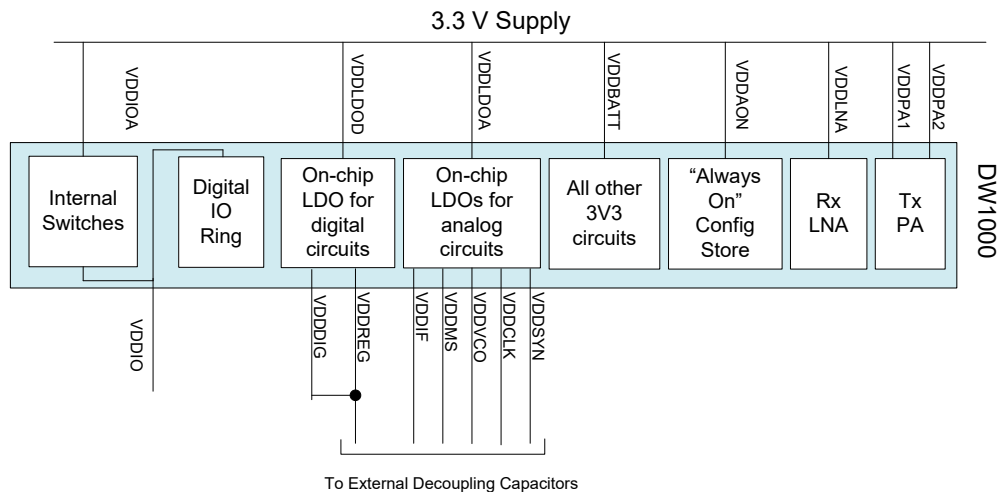 3.3 V Supply
VDDIOA
VDDLDOD
VDDLDOA
VDDBATT
VDDAON
VDDLNA
VDDPA1
VDDPA2
Internal
Switches
Digital
IO
Ring
On-chip
LDO for
digital
circuits
On-chip
LDOs for
analog
circuits
All other
3V3
circuits
“Always
On”
Config
Store
Rx
LNA
Tx
PA
DW1000
VDDIO
VDDDIG
VDDREG
VDDIF
VDDMS
VDDVCO
VDDCLK
VDDSYN
To External Decoupling Capacitors